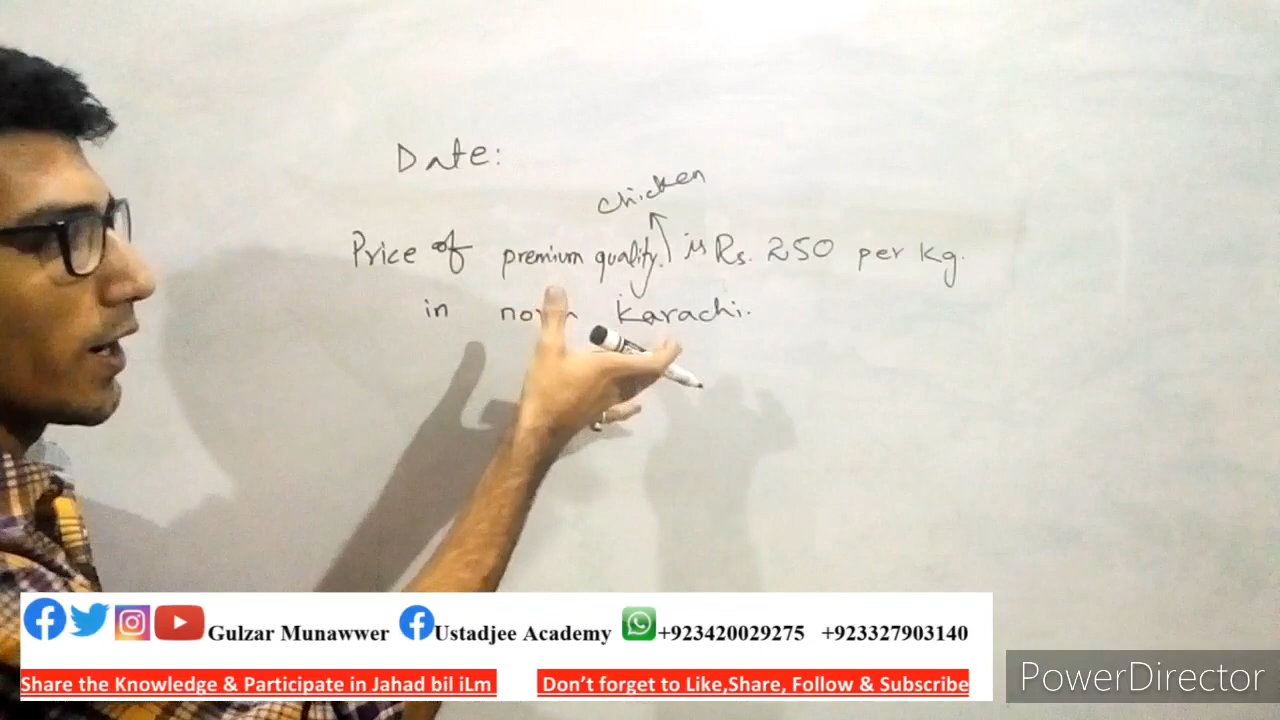 Date:
chicken
Price of premium quality. is Rs. 250 per kg.
in Karachi.
Gulzar Munawwer Ustadjee Academy +923420029275 +923327903140
Share the Knowledge & Participate in Jahad bil iLm Don't forget to Like,Share, Follow & Subscribe
PowerDirector